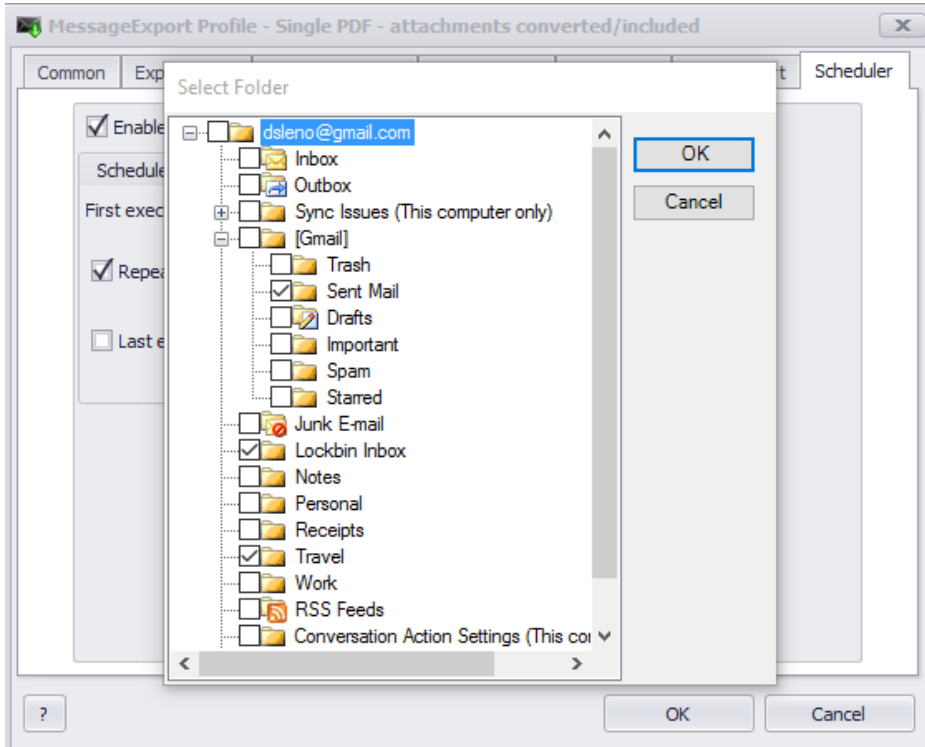 MessageExport Profile - Single PDF - attachments converted/included
Common Exp t Scheduler
Select Folder
Enable
Schedule
First exec
Repea
Last e
dsleno@gmail.com
Inbox
Outbox
Sync Issues (This computer only)
[Gmail]
Trash
Sent Mail
Drafts
Important
Spam
Starred
Junk E-mail
Lockbin Inbox
Notes
Personal
Receipts
Travel
Work
RSS Feeds
Conversation Action Settings (This co
OK
Cancel
?
OK
Cancel